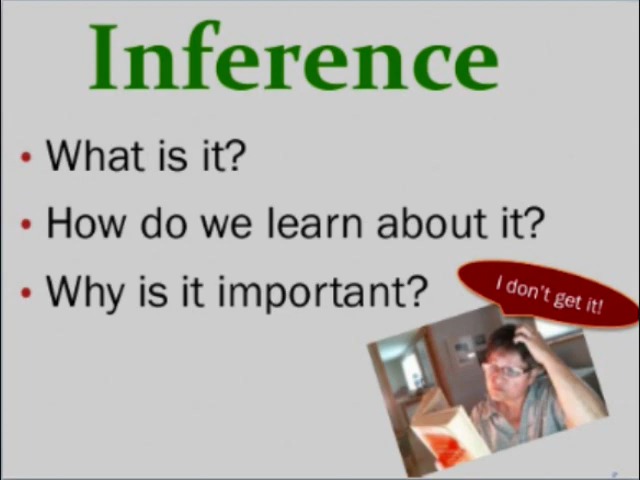 Inference
• What is it?
• How do we learn about it?
• Why is it important?
I don't get it!